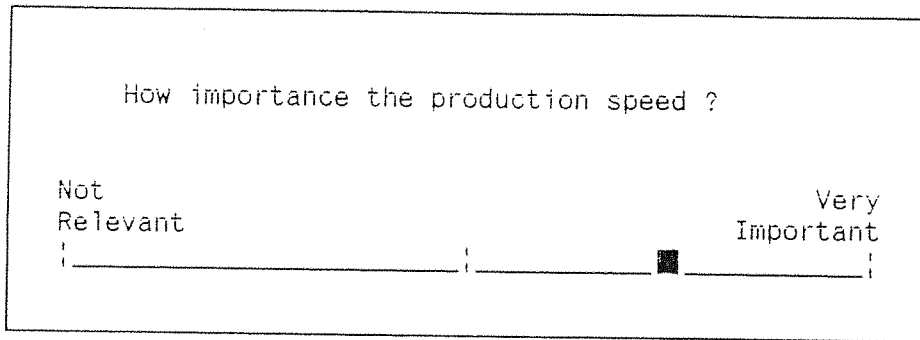 How importance the production speed ?
Not
Relevant
Very
Important